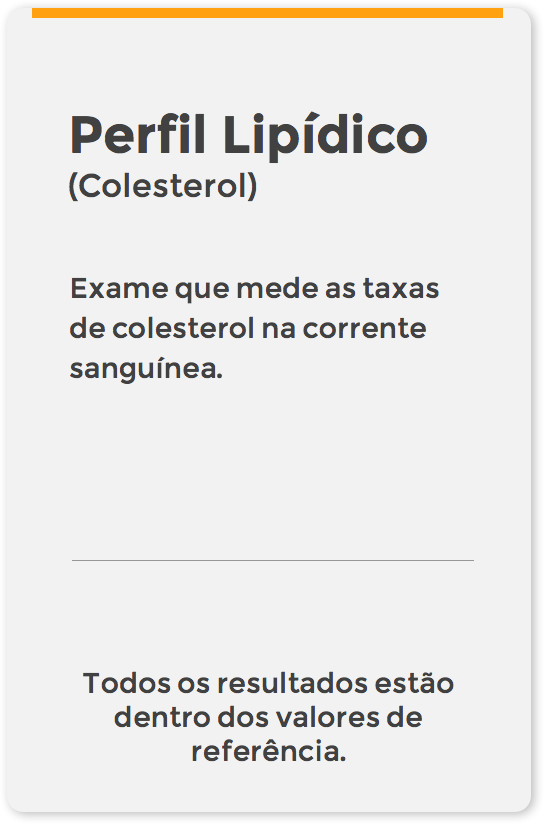 Perfil Lipídico
(Colesterol)
Exame que mede as taxas
de colesterol na corrente
sanguínea.
Todos os resultados estão
dentro dos valores de
referência.